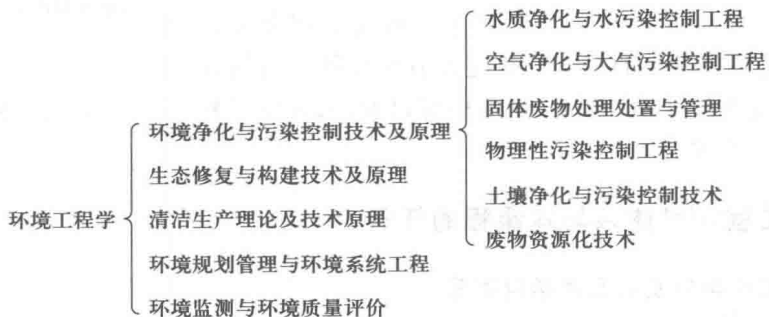 水质净化与水污染控制工程
空气净化与大气污染控制工程
固体废物处理处置与管理
环境净化与污染控制技术及原理
物理性污染控制工程
生态修复与构建技术及原理
土壤净化与污染控制技术
环境工程学
清洁生产理论及技术原理
废物资源化技术
环境规划管理与环境系统工程
环境监测与环境质量评价